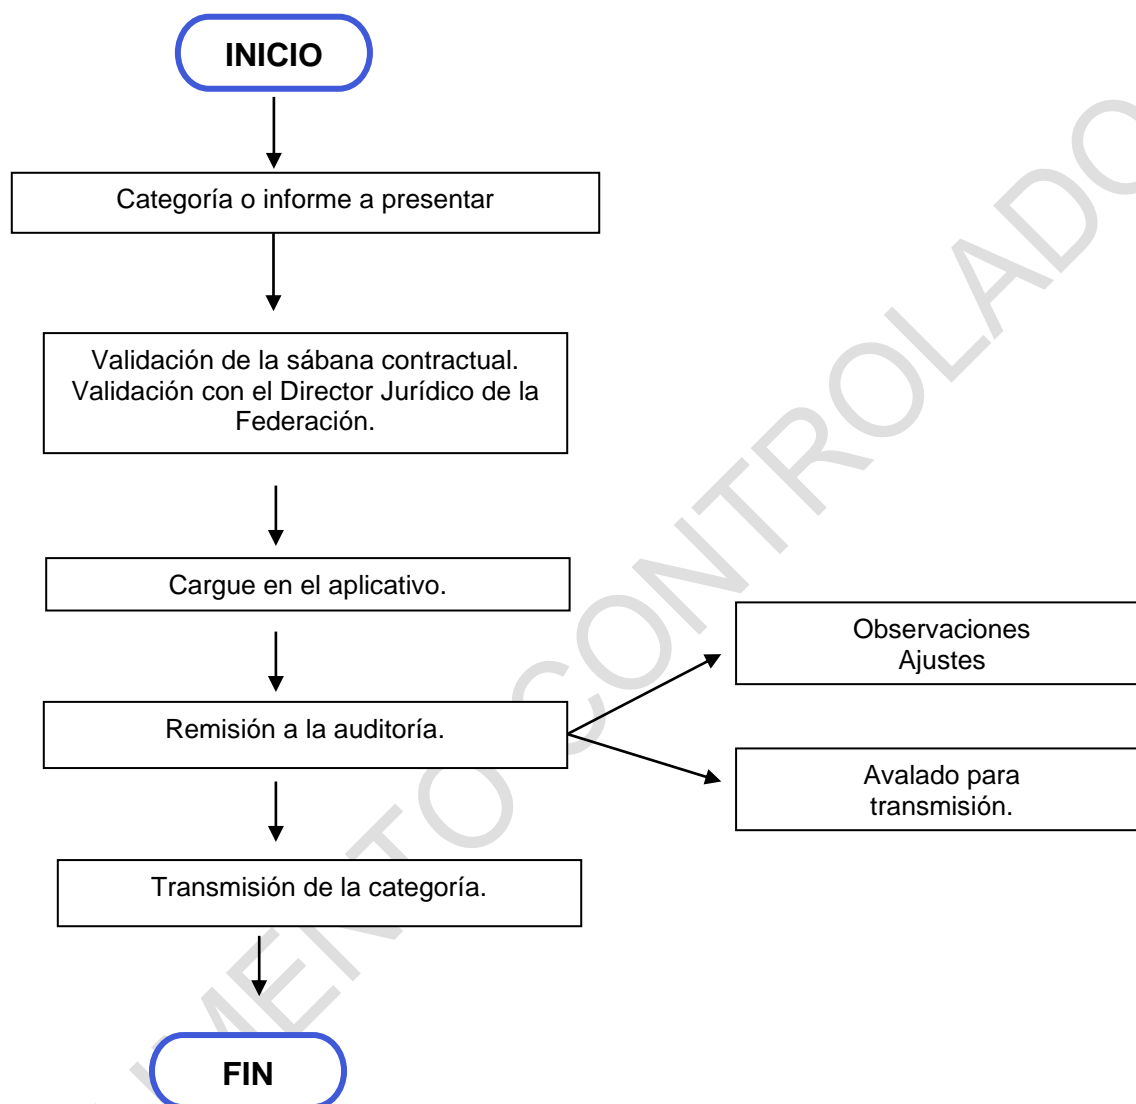 INICIO
Categoría o informe a presentar
Validación de la sábana contractual.
Validación con el Director Jurídico de la
Federación.
Cargue en el aplicativo.
Observaciones
Ajustes
Remisión a la auditoría.
Avalado para
transmisión.
Transmisión de la categoría.
FIN
UMENTO CONTROLADO